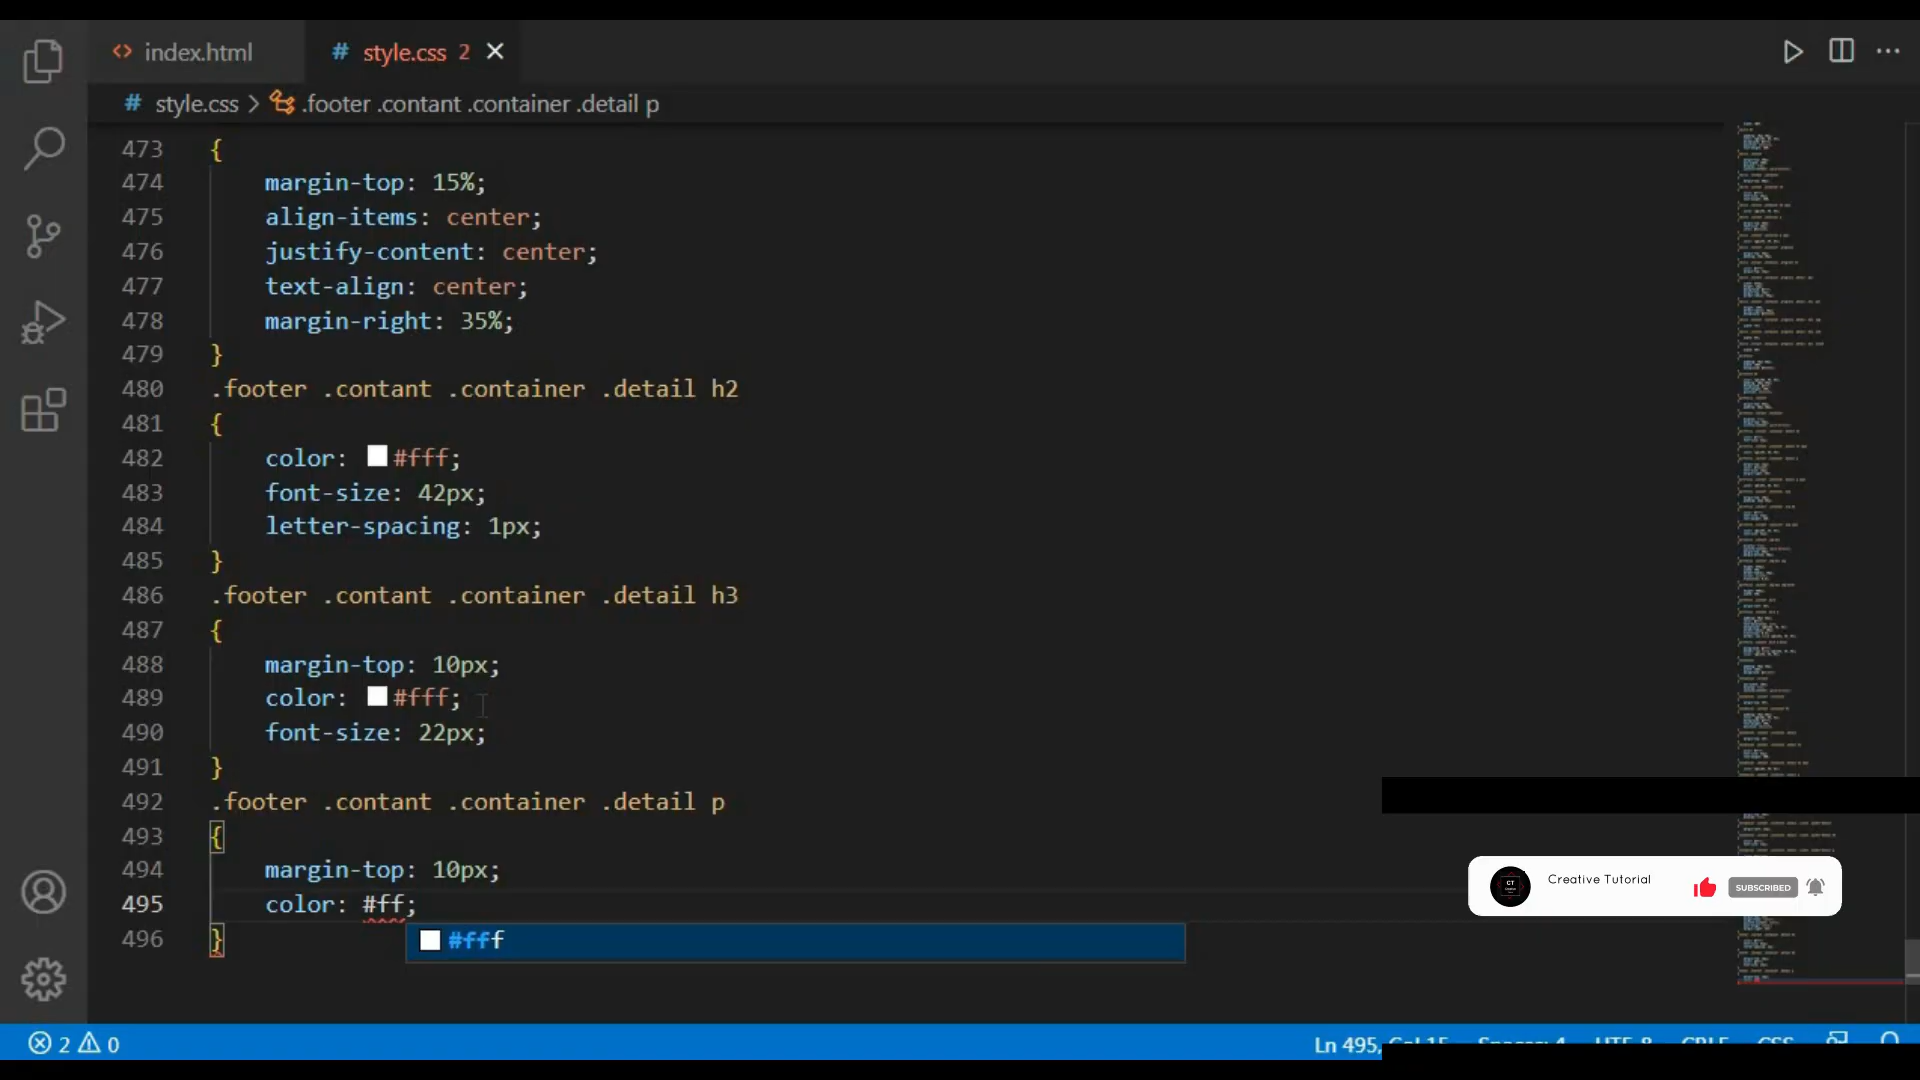 index.html
# style.css 2
# style.css > .footer .contant .container .detail p
473 {
474 margin-top: 15%;
475 align-items: center;
476 justify-content: center;
477 text-align: center;
478 margin-right: 35%;
479 }
480 .footer .contant .container .detail h2
481 {
482 color: #fff;
483 font-size: 42px;
484 letter-spacing: 1px;
485 }
486 .footer .contant .container .detail h3
487 {
488 margin-top: 10px;
489 color: #fff;
490 font-size: 22px;
491 }
492 .footer .contant .container .detail p
493 {
494 margin-top: 10px;
495 color: #ff;
496 }
#fff
CT
Creative Tutorial
SUBSCRIBED
2 0
Ln 495,